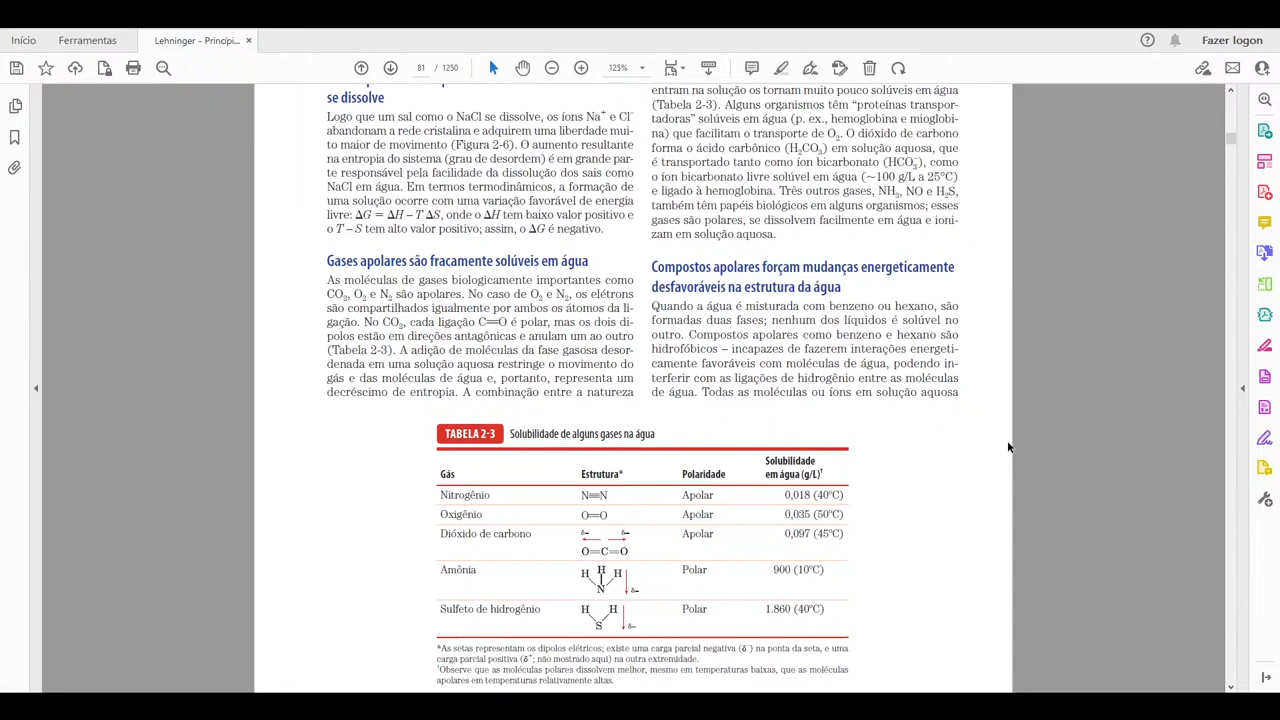 Início
Ferramentas
Lehninger - Princípi...
×
Fazer logon
81 / 1250
125%
se dissolve
Logo que um sal como o NaCl se dissolve, os íons Na⁺ e Cl⁻
abandonam a rede cristalina e adquirem uma liberdade mui-
to maior de movimento (Figura 2-6). O aumento resultante
na entropia do sistema (grau de desordem) é em grande par-
te responsável pela facilidade da dissolução dos sais como
NaCl em água. Em termos termodinâmicos, a formação de
uma solução ocorre com uma variação favorável de energia
livre: ΔG = ΔH – T ΔS, onde o ΔH tem baixo valor positivo e
o T – S tem alto valor positivo; assim, o ΔG é negativo.
Gases apolares são fracamente solúveis em água
As moléculas de gases biologicamente importantes como
CO₂, O₂ e N₂ são apolares. No caso de O₂ e N₂, os elétrons
são compartilhados igualmente por ambos os átomos da li-
gação. No CO₂, cada ligação C=O é polar, mas os dois di-
polos estão em direções antagônicas e anulam um ao outro
(Tabela 2-3). A adição de moléculas da fase gasosa desor-
denada em uma solução aquosa restringe o movimento do
gás e das moléculas de água e, portanto, representa um
decréscimo de entropia. A combinação entre a natureza
entram na solução os tornam muito pouco solúveis em água
(Tabela 2-3). Alguns organismos têm “proteínas transpor-
tadoras” solúveis em água (p. ex., hemoglobina e mioglobi-
na) que facilitam o transporte de O₂. O dióxido de carbono
forma o ácido carbônico (H₂CO₃) em solução aquosa, que
é transportado tanto como íon bicarbonato (HCO₃⁻), como
o íon bicarbonato livre solúvel em água (~100 g/L a 25°C)
e ligado à hemoglobina. Três outros gases, NH₃, NO e H₂S,
também têm papéis biológicos em alguns organismos; esses
gases são polares, se dissolvem facilmente em água e ioni-
zam em solução aquosa.
Compostos apolares forçam mudanças energeticamente
desfavoráveis na estrutura da água
Quando a água é misturada com benzeno ou hexano, são
formadas duas fases; nenhum dos líquidos é solúvel no
outro. Compostos apolares como benzeno e hexano são
hidrofóbicos – incapazes de fazerem interações energeti-
camente favoráveis com moléculas de água, podendo in-
terferir com as ligações de hidrogênio entre as moléculas
de água. Todas as moléculas ou íons em solução aquosa
TABELA 2-3 Solubilidade de alguns gases na água
Gás Estrutura* Polaridade Solubilidade
em água (g/L)†
Nitrogênio N≡N Apolar 0,018 (40°C)
Oxigênio O=O Apolar 0,035 (50°C)
Dióxido de carbono δ– δ– Apolar 0,097 (45°C)
O=C=O
Amônia H H H Polar 900 (10°C)
N δ–
Sulfeto de hidrogênio H H Polar 1.860 (40°C)
S δ–
*As setas representam os dipolos elétricos; existe uma carga parcial negativa (δ⁻) na ponta da seta, e uma
carga parcial positiva (δ⁺; não mostrado aqui) na outra extremidade.
†Observe que as moléculas polares dissolvem melhor, mesmo em temperaturas baixas, que as moléculas
apolares em temperaturas relativamente altas.